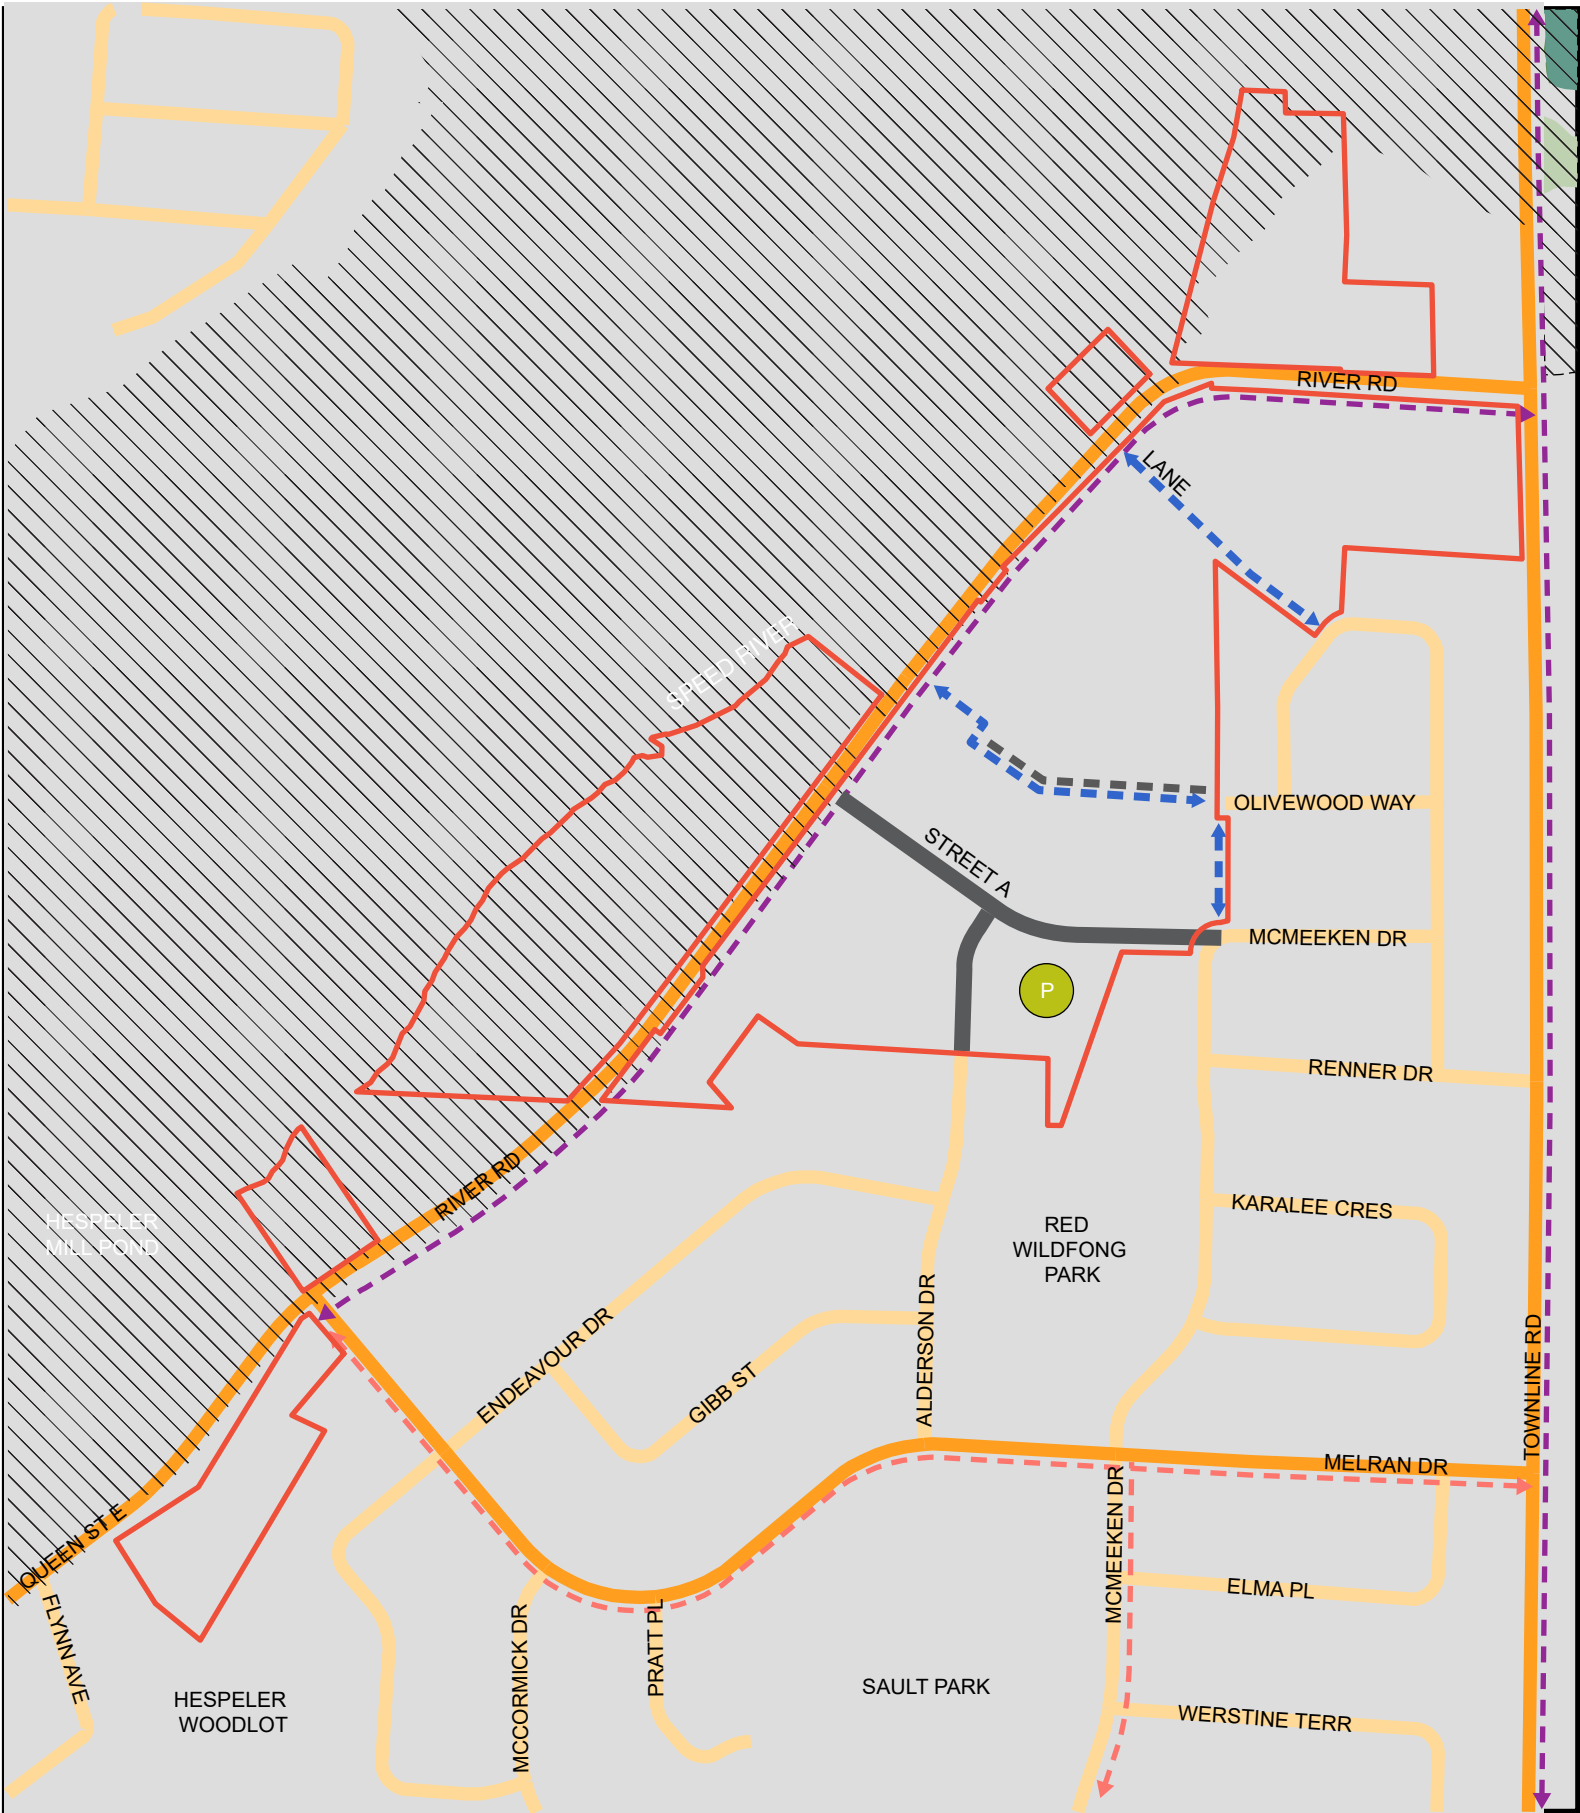 RIVER RD
LANE
SPEED RIVER
OLIVEWOOD WAY
STREET A
MCMEEKEN DR
P
RENNER DR
RIVER RD
HESPELER
MILL POND
KARALEE CRES
RED
WILDFONG
PARK
ENDEAVOUR DR
GIBB ST
ALDERSON DR
TOWNLINE RD
MELRAN DR
QUEEN ST E
MCMEEKEN DR
ELMA PL
FLYNN AVE
MCCORMICK DR
PRATT PL
SAULT PARK
HESPELER
WOODLOT
WERSTINE TERR